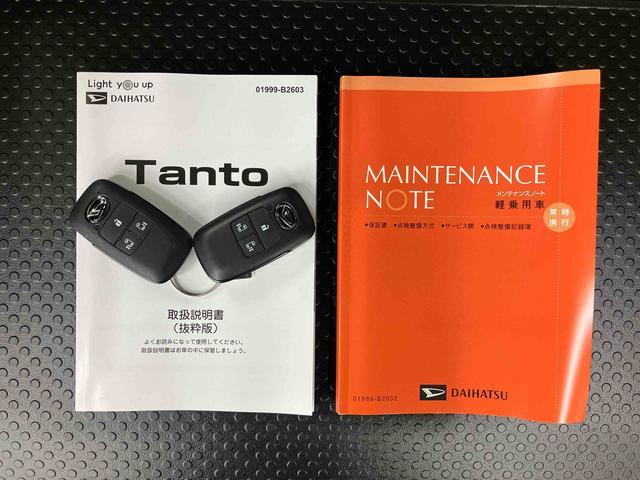 Light you up
DAIHATSU
01999-B2603
Tanto
取扱説明書
(抜粋版)
よくお読みになって使用してください。
取扱説明書はお車の中に保管しましょう。
MAINTENANCE
NOTE
メンテナンスノート
軽乗用車
常時
携行
●保証書 ●点検整備方式 ●サービス網 ●点検整備記録簿
01999-B2032
DAIHATSU